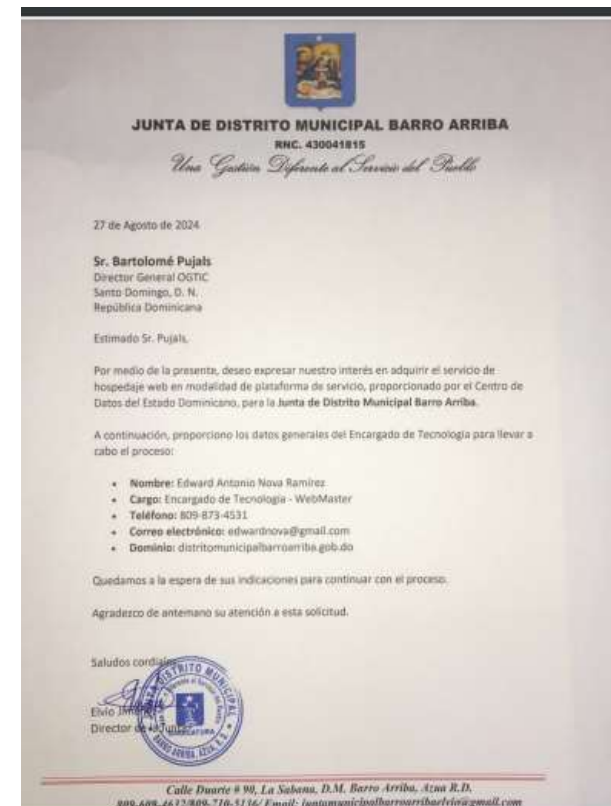 JUNTA DE DISTRITO MUNICIPAL BARRO ARRIBA
RNC. 430041815
Una Gestión Diferente al Servicio del Pueblo
27 de Agosto de 2024
Sr. Bartolomé Pujals
Director General OGTIC
Santo Domingo, D. N.
República Dominicana
Estimado Sr. Pujals,
Por medio de la presente, deseo expresar nuestro interés en adquirir el servicio de
hospedaje web en modalidad de plataforma de servicio, proporcionado por el Centro de
Datos del Estado Dominicano, para la Junta de Distrito Municipal Barro Arriba.
A continuación, proporciono los datos generales del Encargado de Tecnología para llevar a
cabo el proceso:
• Nombre: Edward Antonio Nova Ramírez
• Cargo: Encargado de Tecnología - WebMaster
• Teléfono: 809-873-4531
• Correo electrónico: edwardnova@gmail.com
• Dominio: distritomunicipalbarroarriba.gob.do
Quedamos a la espera de sus indicaciones para continuar con el proceso.
Agradezco de antemano su atención a esta solicitud.
Saludos cordiales,
Elvio
Director de la Junta
JUNTA DISTRITO MUNICIPAL
BARRO ARRIBA, AZUA, R.D.
Calle Duarte # 90, La Sabana, D.M. Barro Arriba, Azua R.D.
Email: